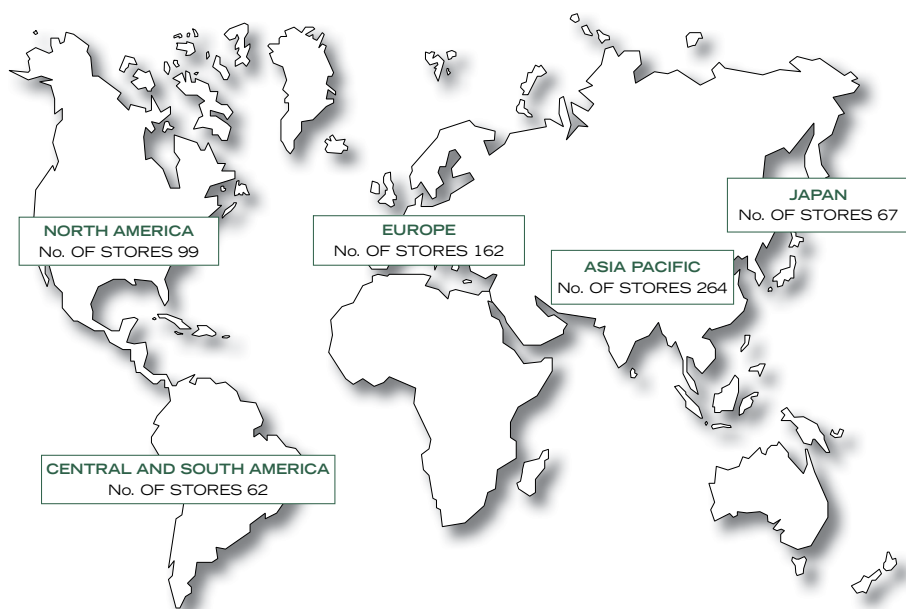 JAPAN
No. OF STORES 67
NORTH AMERICA
No. OF STORES 99
EUROPE
No. OF STORES 162
ASIA PACIFIC
No. OF STORES 264
CENTRAL AND SOUTH AMERICA
No. OF STORES 62